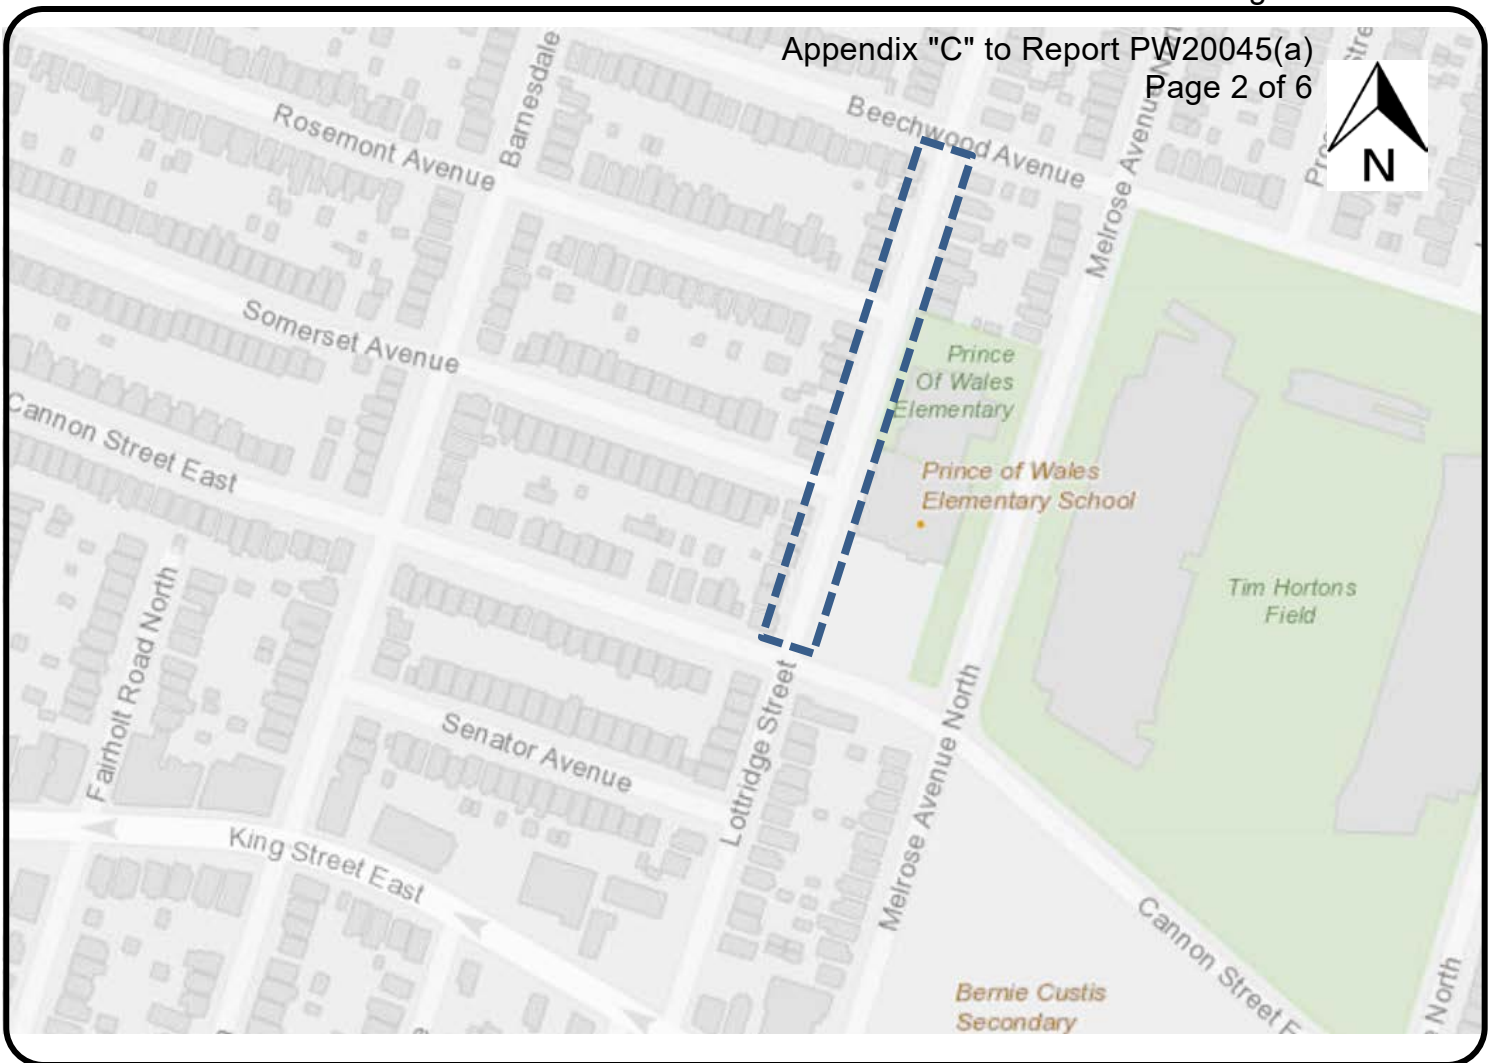 Appendix "C" to Report PW20045(a)
Page 2 of 6
N
Barnesdale
Rosemont Avenue
Beechwood Avenue
Melrose Avenue N
Somerset Avenue
Prince
Of Wales
Elementary
Cannon Street East
Prince of Wales
Elementary School
Tim Hortons
Field
Fairholt Road North
Senator Avenue
Lottridge Street
Melrose Avenue North
King Street East
Cannon Street E
Bernie Custis
Secondary
North